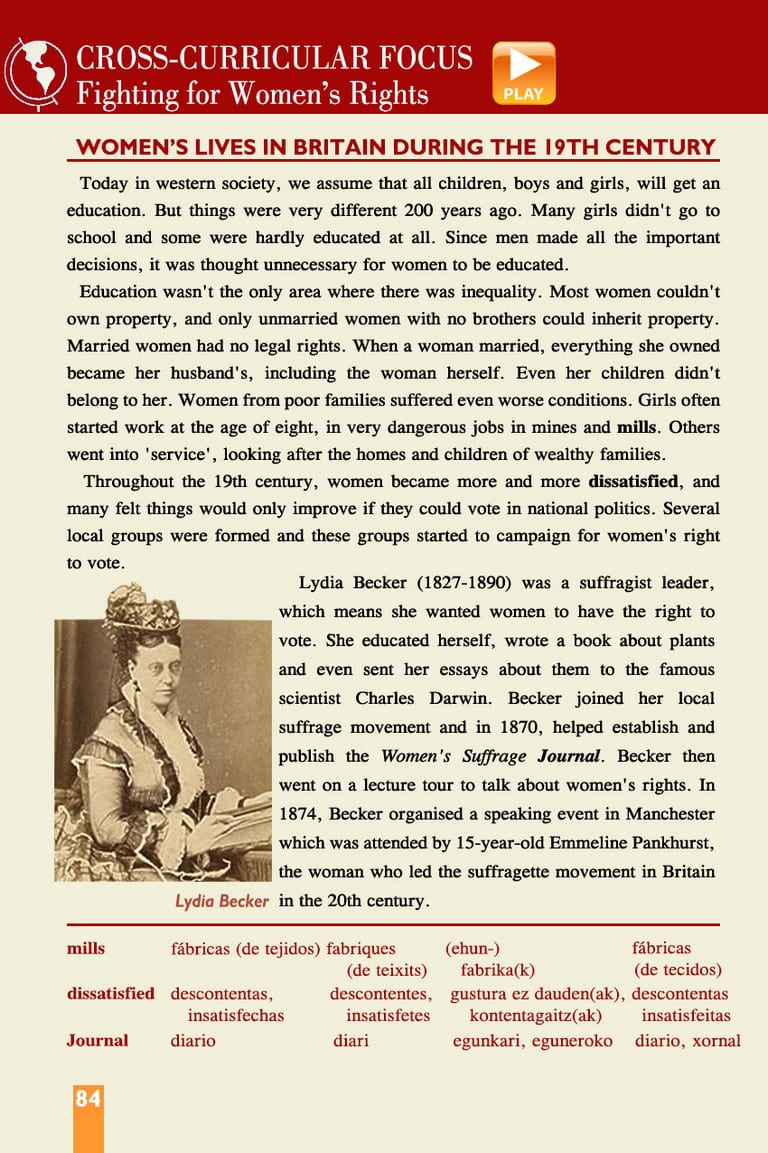 CROSS-CURRICULAR FOCUS
Fighting for Women's Rights
PLAY
WOMEN'S LIVES IN BRITAIN DURING THE 19TH CENTURY
Today in western society, we assume that all children, boys and girls, will get an
education. But things were very different 200 years ago. Many girls didn't go to
school and some were hardly educated at all. Since men made all the important
decisions, it was thought unnecessary for women to be educated.
Education wasn't the only area where there was inequality. Most women couldn't
own property, and only unmarried women with no brothers could inherit property.
Married women had no legal rights. When a woman married, everything she owned
became her husband's, including the woman herself. Even her children didn't
belong to her. Women from poor families suffered even worse conditions. Girls often
started work at the age of eight, in very dangerous jobs in mines and mills. Others
went into 'service', looking after the homes and children of wealthy families.
Throughout the 19th century, women became more and more dissatisfied, and
many felt things would only improve if they could vote in national politics. Several
local groups were formed and these groups started to campaign for women's right
to vote.
Lydia Becker (1827-1890) was a suffragist leader,
which means she wanted women to have the right to
vote. She educated herself, wrote a book about plants
and even sent her essays about them to the famous
scientist Charles Darwin. Becker joined her local
suffrage movement and in 1870, helped establish and
publish the Women's Suffrage Journal. Becker then
went on a lecture tour to talk about women's rights. In
1874, Becker organised a speaking event in Manchester
which was attended by 15-year-old Emmeline Pankhurst,
the woman who led the suffragette movement in Britain
in the 20th century.
Lydia Becker
mills fábricas (de tejidos) fabriques (ehun-) fábricas
(de teixits) fabrika(k) (de tecidos)
dissatisfied descontentas, descontentes, gustura ez dauden(ak), descontentas
insatisfechas insatisfetes kontentagaitz(ak) insatisfeitas
Journal diario diari egunkari, eguneroko diario, xornal
84